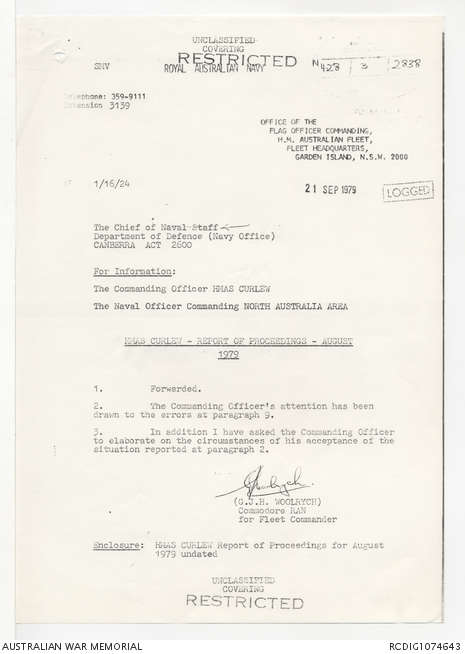 UNCLASSIFIED
COVERING
RESTRICTED
SMV
ROYAL AUSTRALIAN NAVY
N 428 3 2838
Telephone: 359-9111
Extension 3139
OFFICE OF THE
FLAG OFFICER COMMANDING,
H.M. AUSTRALIAN FLEET,
FLEET HEADQUARTERS,
GARDEN ISLAND, N.S.W. 2000
1/16/24
21 SEP 1979
LOGGED
The Chief of Naval Staff
Department of Defence (Navy Office)
CANBERRA ACT 2600
For Information:
The Commanding Officer HMAS CURLEW
The Naval Officer Commanding NORTH AUSTRALIA AREA
HMAS CURLEW - REPORT OF PROCEEDINGS - AUGUST
1979
1. Forwarded.
2. The Commanding Officer's attention has been
drawn to the errors at paragraph 9.
3. In addition I have asked the Commanding Officer
to elaborate on the circumstances of his acceptance of the
situation reported at paragraph 2.
(G.J.H. WOOLRYCH)
Commodore RAN
for Fleet Commander
Enclosure: HMAS CURLEW Report of Proceedings for August
1979 undated
UNCLASSIFIED
COVERING
RESTRICTED
AUSTRALIAN WAR MEMORIAL
RCDIG1074643